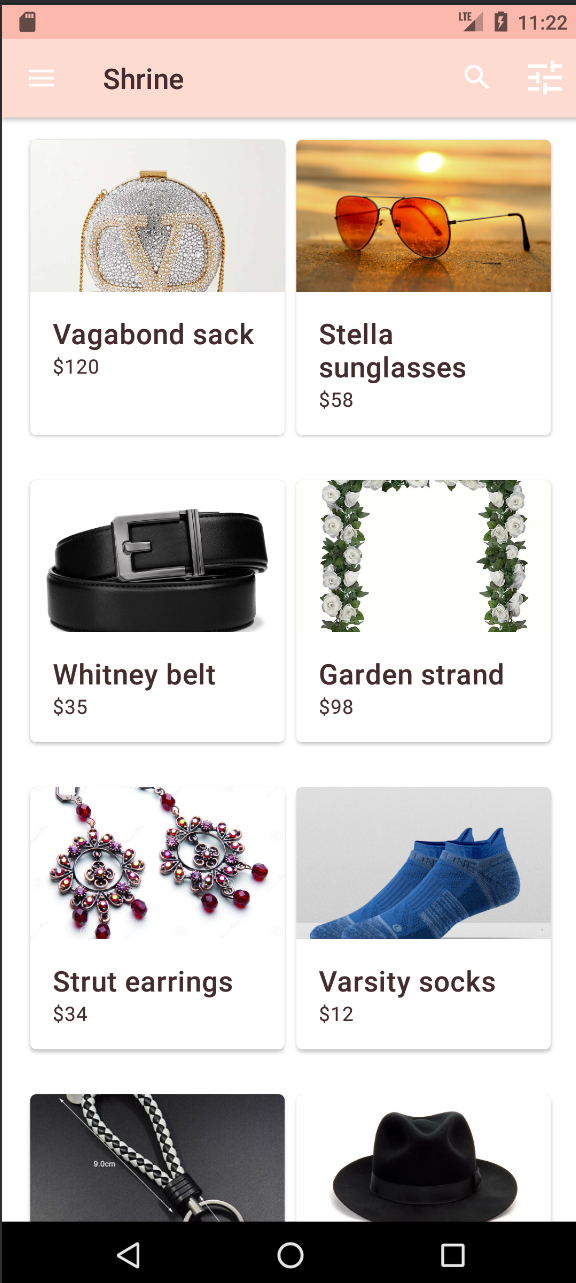 LTE 11:22
Shrine
Vagabond sack
$120
Stella
sunglasses
$58
Whitney belt
$35
Garden strand
$98
Strut earrings
$34
Varsity socks
$12
9.0cm